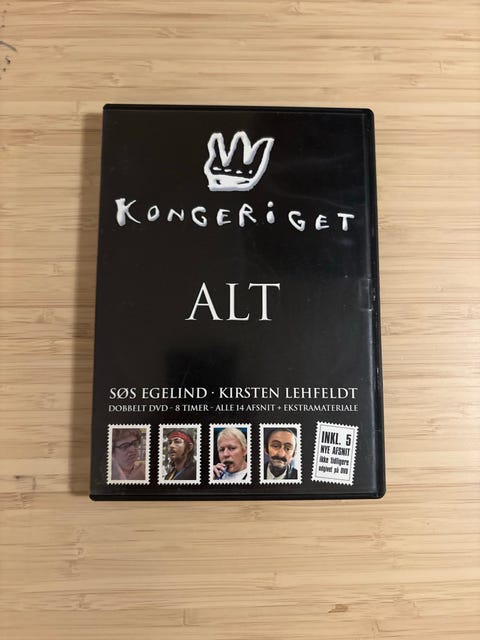 KONGERiGET
ALT
SØS EGELIND · KIRSTEN LEHFELDT
DOBBELT DVD - 8 TIMER - ALLE 14 AFSNIT + EKSTRAMATERIALE
INKL. 5
NYE AFSNIT
ikke tidligere
udgivet på DVD